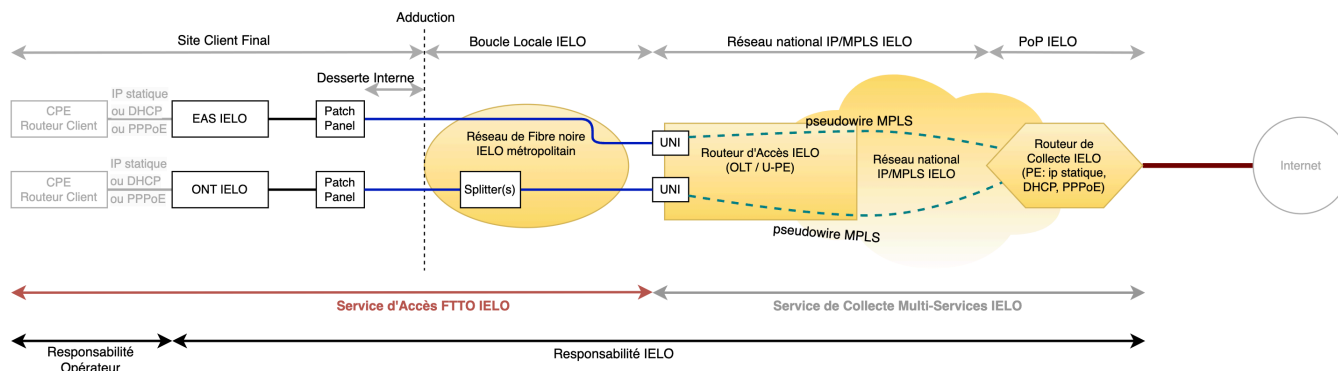 Adduction
Site Client Final
Boucle Locale IELO
Réseau national IP/MPLS IELO
PoP IELO
Desserte Interne
CPE
Routeur Client
IP statique
ou DHCP
ou PPPoE
EAS IELO
Patch
Panel
Réseau de Fibre noire
IELO métropolitain
UNI
pseudowire MPLS
Routeur d'Accès IELO
(OLT / U-PE)
Réseau national
IP/MPLS IELO
Routeur de
Collecte IELO
(PE: ip statique,
DHCP, PPPoE)
Internet
CPE
Routeur Client
IP statique
ou DHCP
ou PPPoE
ONT IELO
Patch
Panel
Splitter(s)
UNI
pseudowire MPLS
Service d'Accès FTTO IELO
Service de Collecte Multi-Services IELO
Responsabilité
Opérateur
Responsabilité IELO